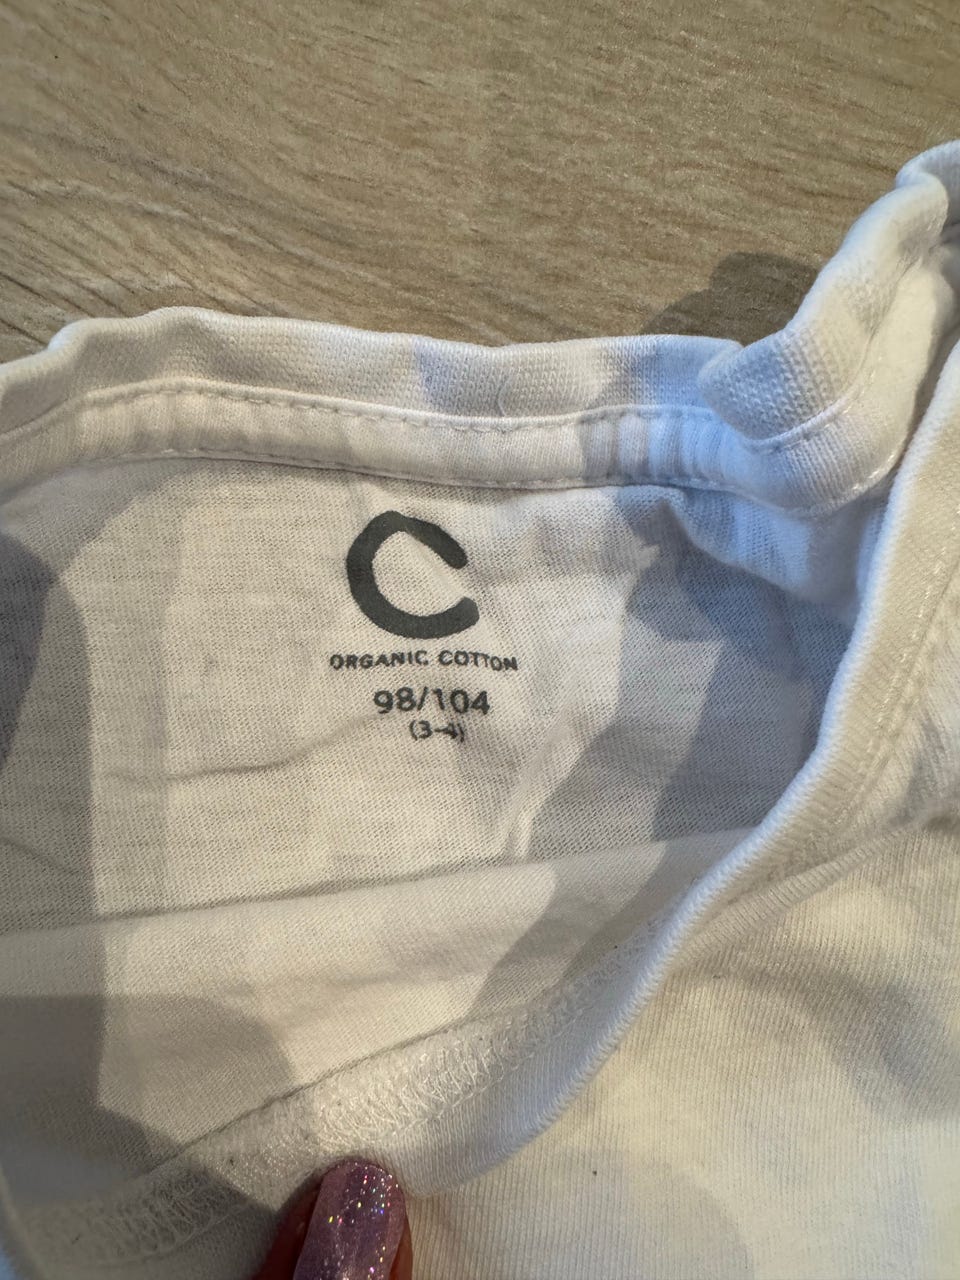 C
ORGANIC COTTON
98/104
(3-4)